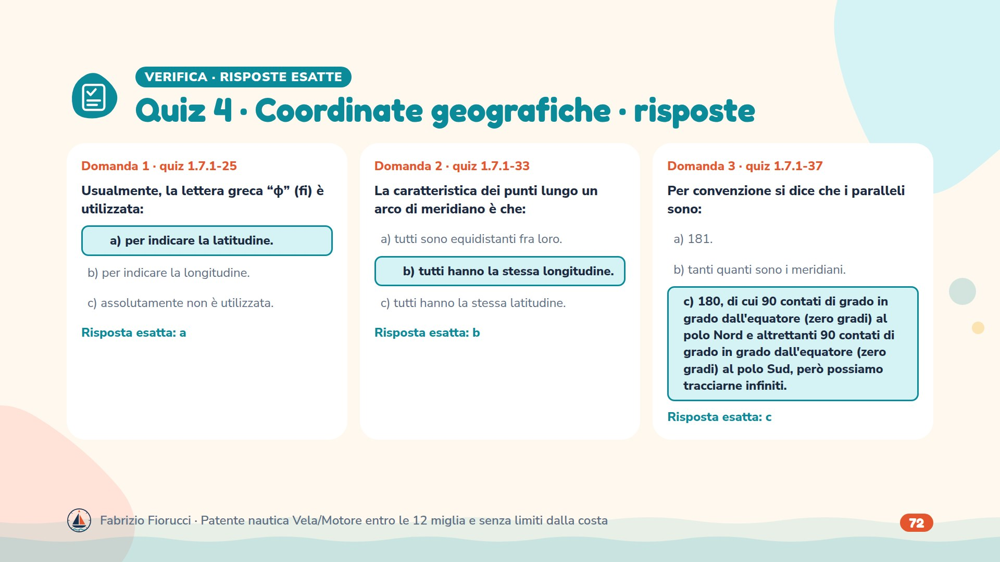 VERIFICA · RISPOSTE ESATTE
Quiz 4 · Coordinate geografiche · risposte
Domanda 1 · quiz 1.7.1-25
Usualmente, la lettera greca “ϕ” (fi) è
utilizzata:
a) per indicare la latitudine.
b) per indicare la longitudine.
c) assolutamente non è utilizzata.
Risposta esatta: a
Domanda 2 · quiz 1.7.1-33
La caratteristica dei punti lungo un
arco di meridiano è che:
a) tutti sono equidistanti fra loro.
b) tutti hanno la stessa longitudine.
c) tutti hanno la stessa latitudine.
Risposta esatta: b
Domanda 3 · quiz 1.7.1-37
Per convenzione si dice che i paralleli
sono:
a) 181.
b) tanti quanti sono i meridiani.
c) 180, di cui 90 contati di grado in
grado dall'equatore (zero gradi) al
polo Nord e altrettanti 90 contati di
grado in grado dall'equatore (zero
gradi) al polo Sud, però possiamo
tracciarne infiniti.
Risposta esatta: c
Fabrizio Fiorucci · Patente nautica Vela/Motore entro le 12 miglia e senza limiti dalla costa
72